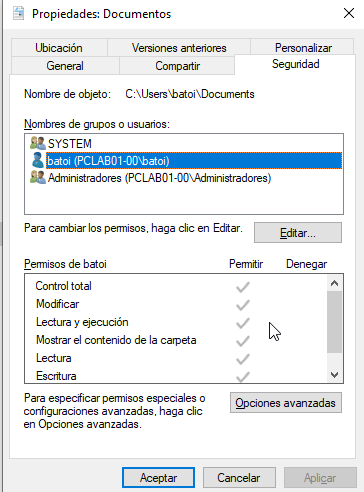 Propiedades: Documentos
Ubicación Versiones anteriores Personalizar
General Compartir Seguridad
Nombre de objeto: C:\Users\batoi\Documents
Nombres de grupos o usuarios:
SYSTEM
batoi (PCLAB01-00\batoi)
Administradores (PCLAB01-00\Administradores)
Para cambiar los permisos, haga clic en Editar. Editar...
Permisos de batoi Permitir Denegar
Control total
Modificar
Lectura y ejecución
Mostrar el contenido de la carpeta
Lectura
Escritura
Para especificar permisos especiales o
configuraciones avanzadas, haga clic
en Opciones avanzadas.
Opciones avanzadas
Aceptar Cancelar Aplicar